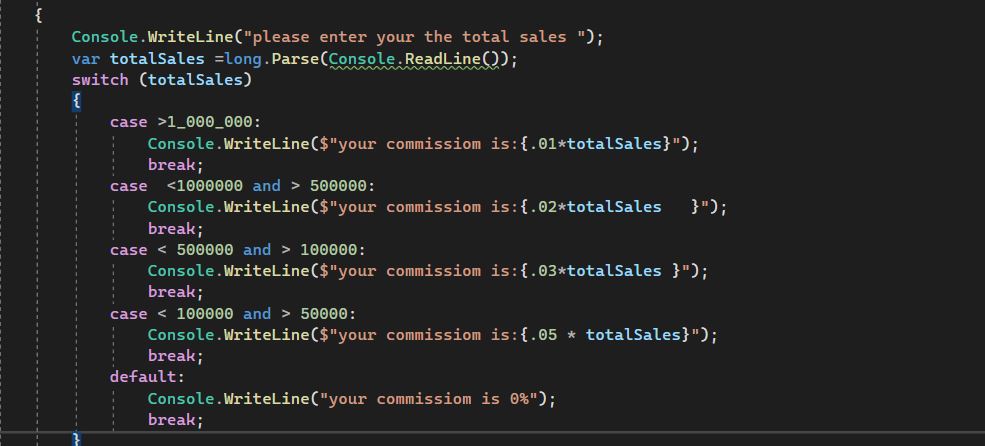 {
Console.WriteLine("please enter your the total sales ");
var totalSales =long.Parse(Console.ReadLine());
switch (totalSales)
{
case >1_000_000:
Console.WriteLine($"your commissiom is:{.01*totalSales}");
break;
case  <1000000 and > 500000:
Console.WriteLine($"your commissiom is:{.02*totalSales   }");
break;
case < 500000 and > 100000:
Console.WriteLine($"your commissiom is:{.03*totalSales }");
break;
case < 100000 and > 50000:
Console.WriteLine($"your commissiom is:{.05 * totalSales}");
break;
default:
Console.WriteLine("your commissiom is 0%");
break;
}